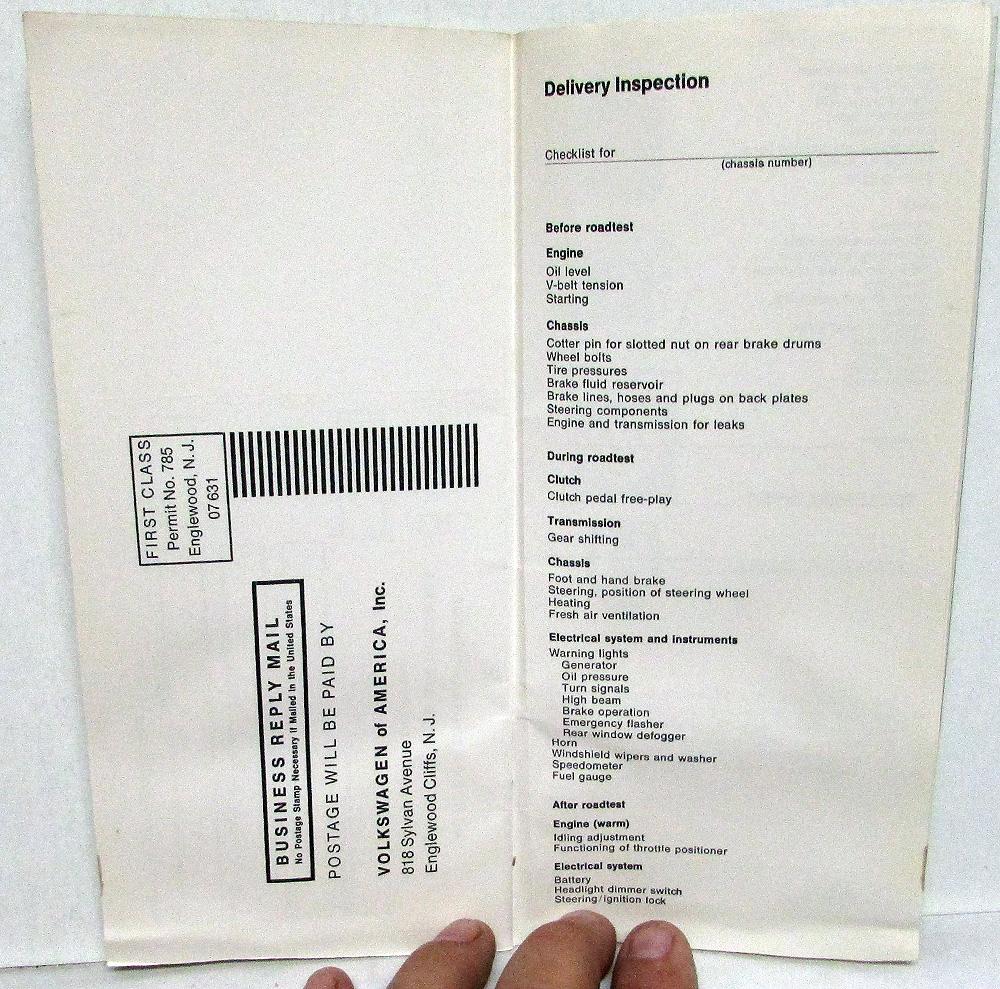 FIRST CLASS
Permit No. 785
Englewood, N.J.
07631
BUSINESS REPLY MAIL
No Postage Stamp Necessary If Mailed In the United States
POSTAGE WILL BE PAID BY
VOLKSWAGEN of AMERICA, Inc.
818 Sylvan Avenue
Englewood Cliffs, N.J.
Delivery Inspection
Checklist for
(chassis number)
Before roadtest
Engine
Oil level
V-belt tension
Starting
Chassis
Cotter pin for slotted nut on rear brake drums
Wheel bolts
Tire pressures
Brake fluid reservoir
Brake lines, hoses and plugs on back plates
Steering components
Engine and transmission for leaks
During roadtest
Clutch
Clutch pedal free-play
Transmission
Gear shifting
Chassis
Foot and hand brake
Steering, position of steering wheel
Heating
Fresh air ventilation
Electrical system and instruments
Warning lights
Generator
Oil pressure
Turn signals
High beam
Brake operation
Emergency flasher
Rear window defogger
Horn
Windshield wipers and washer
Speedometer
Fuel gauge
After roadtest
Engine (warm)
Idling adjustment
Functioning of throttle positioner
Electrical system
Battery
Headlight dimmer switch
Steering/ignition lock